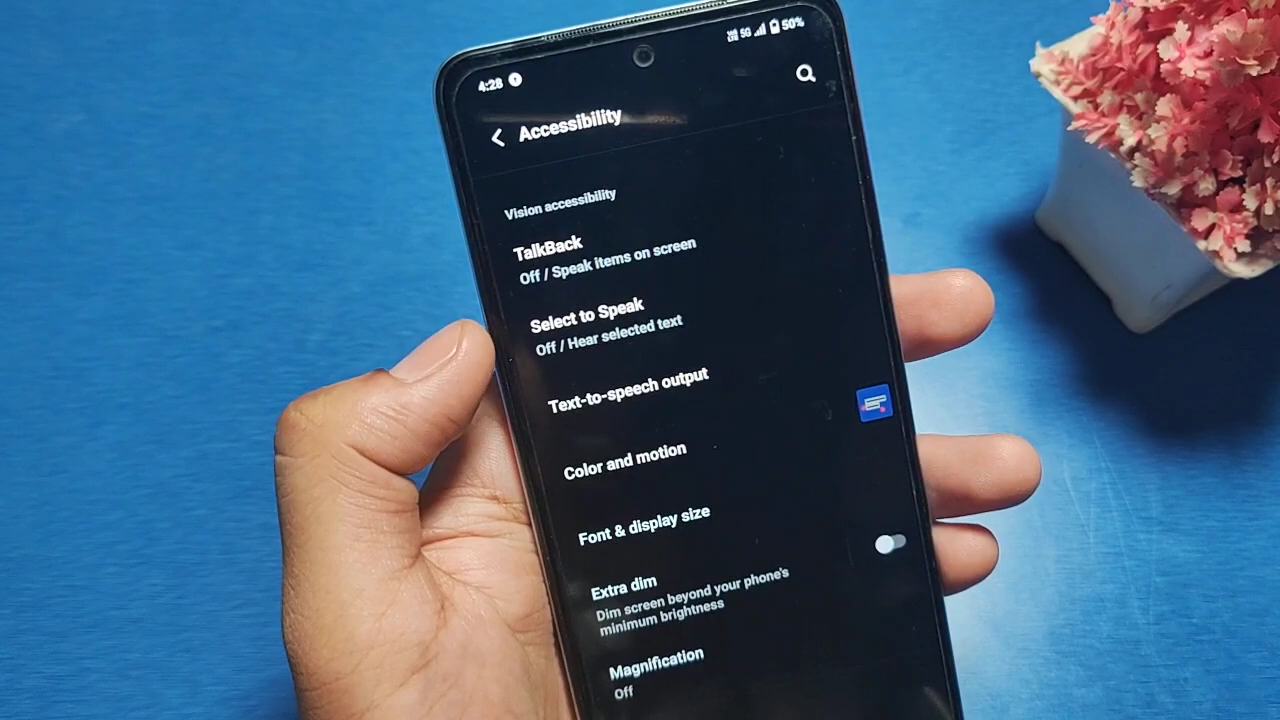 4:28
5G 50%
Accessibility
Vision accessibility
TalkBack
Off / Speak items on screen
Select to Speak
Off / Hear selected text
Text-to-speech output
Color and motion
Font & display size
Extra dim
Dim screen beyond your phone's
minimum brightness
Magnification
Off